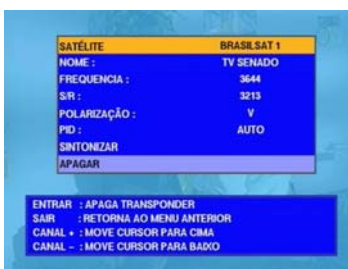 SATÉLITE BRASILSAT 1
NOME : TV SENADO
FREQUENCIA : 3644
S/R : 3213
POLARIZAÇÃO : V
PID : AUTO
SINTONIZAR
APAGAR
ENTRAR : APAGA TRANSPONDER
SAIR : RETORNA AO MENU ANTERIOR
CANAL + : MOVE CURSOR PARA CIMA
CANAL – : MOVE CURSOR PARA BAIXO